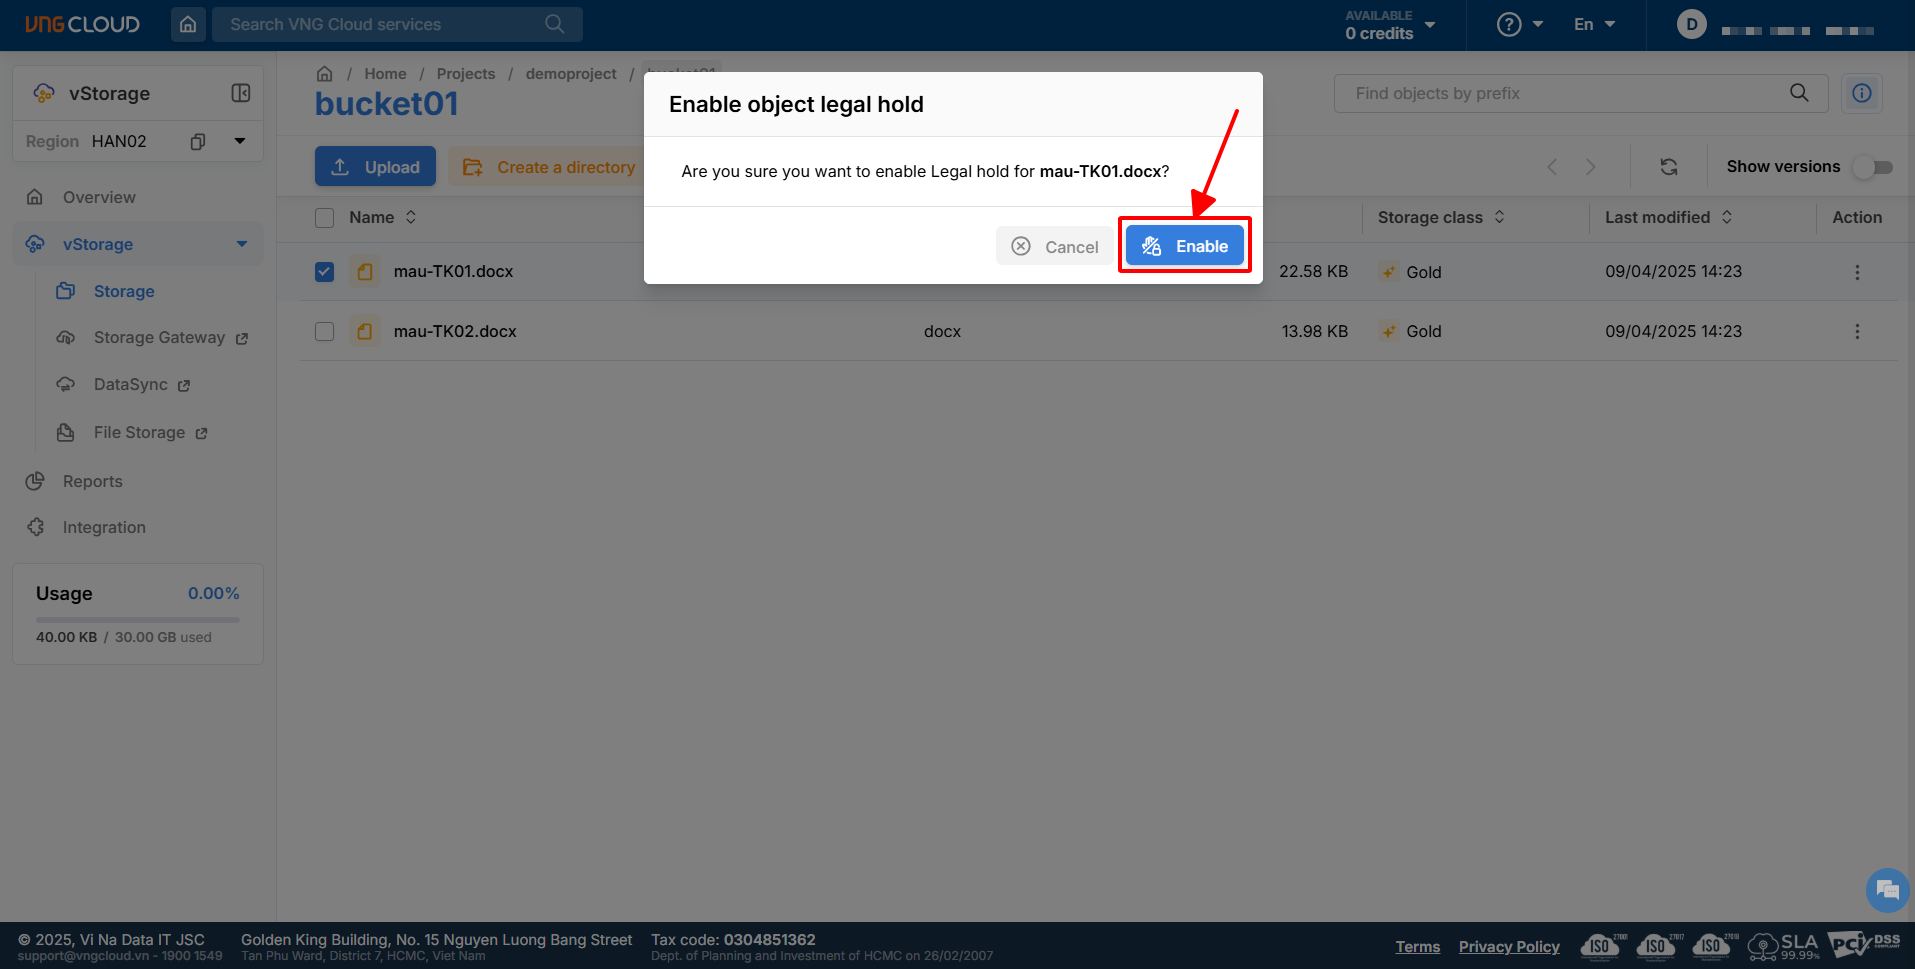 VNG CLOUD
Search VNG Cloud services
AVAILABLE
0 credits
?
En
D
vStorage
Region HAN02
Overview
vStorage
Storage
Storage Gateway
DataSync
File Storage
Reports
Integration
Usage 0.00%
40.00 KB / 30.00 GB used
/ Home / Projects / demoproject / bucket01
bucket01
Find objects by prefix
Upload
Create a directory
Show versions
Name
Storage class
Last modified
Action
mau-TK01.docx
22.58 KB
Gold
09/04/2025 14:23
mau-TK02.docx
docx
13.98 KB
Gold
09/04/2025 14:23
Enable object legal hold
Are you sure you want to enable Legal hold for mau-TK01.docx?
Cancel
Enable
© 2025, Vi Na Data IT JSC
support@vngcloud.vn - 1900 1549
Golden King Building, No. 15 Nguyen Luong Bang Street
Tan Phu Ward, District 7, HCMC, Viet Nam
Tax code: 0304851362
Dept. of Planning and Investment of HCMC on 26/02/2007
Terms
Privacy Policy
ISO 27001
ISO 27017
ISO 27018
SLA
99.99%
PCI DSS
COMPLIANT